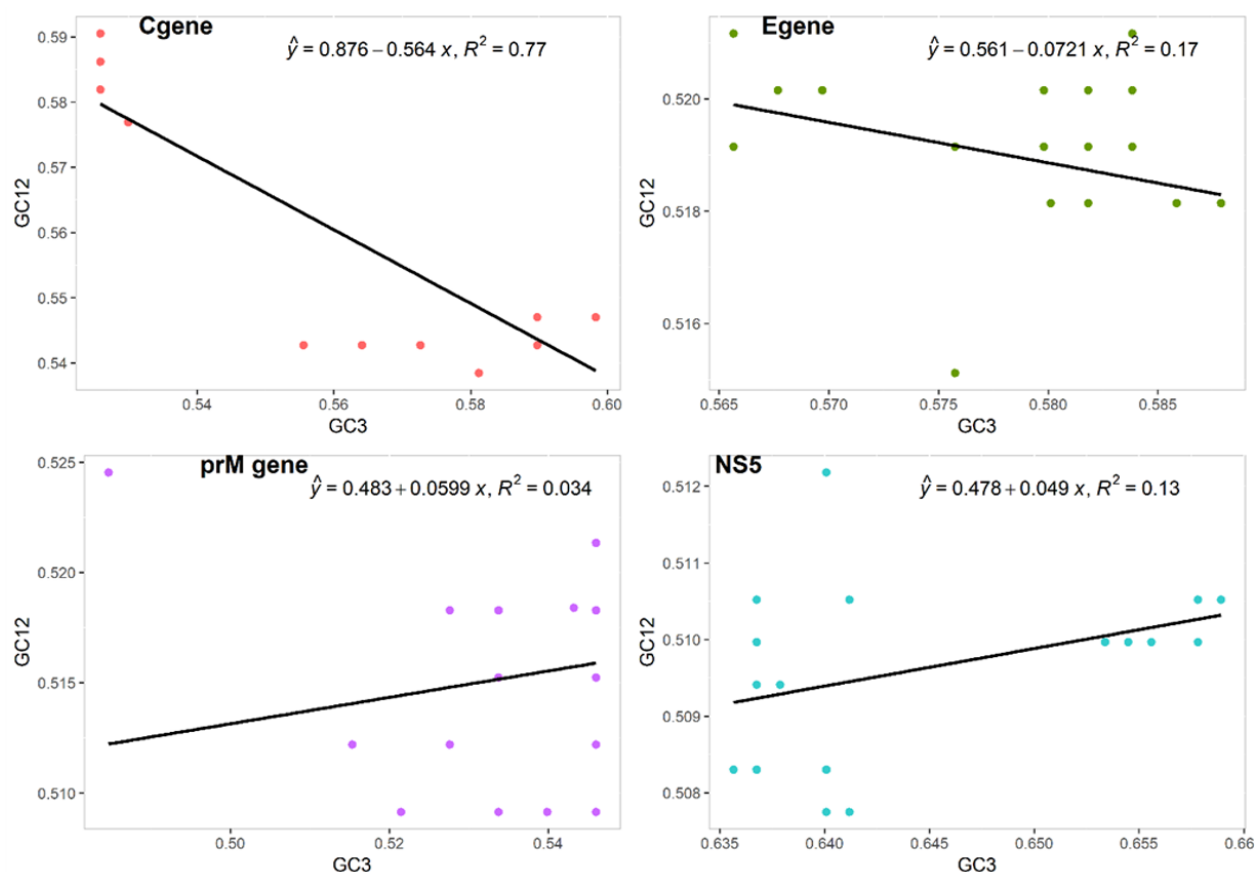 Cgene
ŷ = 0.876 − 0.564 x, R² = 0.77
0.59
0.58
0.57
0.56
0.55
0.54
GC12
0.54 0.56 0.58 0.60
GC3
Egene
ŷ = 0.561 − 0.0721 x, R² = 0.17
0.520
0.518
0.516
GC12
0.565 0.570 0.575 0.580 0.585
GC3
prM gene
ŷ = 0.483 + 0.0599 x, R² = 0.034
0.525
0.520
0.515
0.510
GC12
0.50 0.52 0.54
GC3
NS5
ŷ = 0.478 + 0.049 x, R² = 0.13
0.512
0.511
0.510
0.509
0.508
GC12
0.635 0.640 0.645 0.650 0.655 0.66
GC3